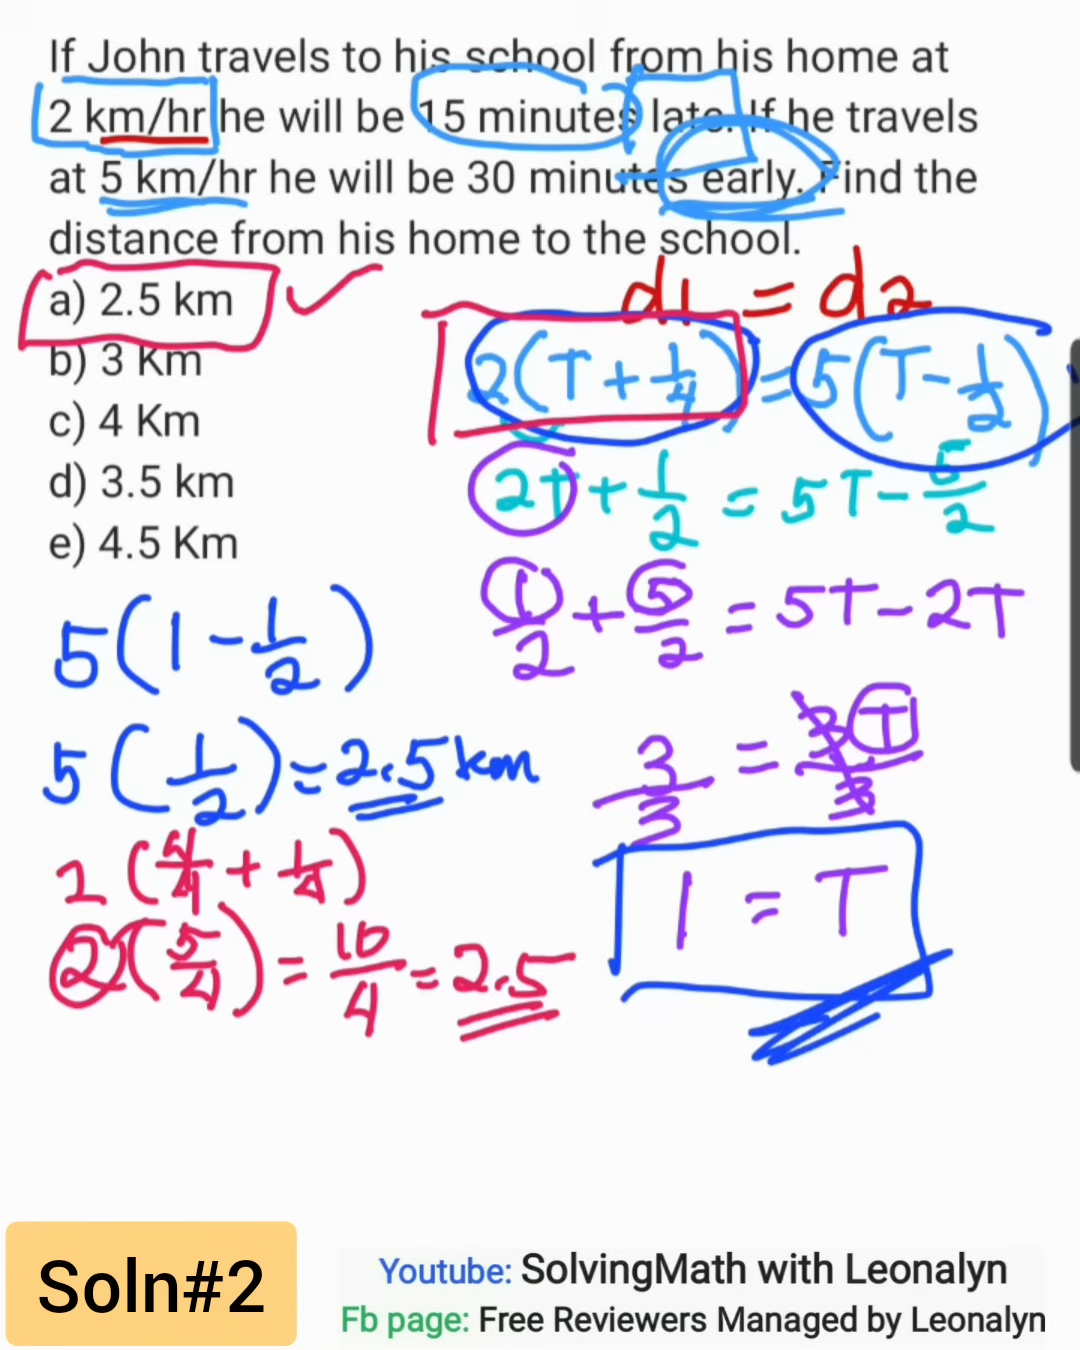 If John travels to his school from his home at
2 km/hr he will be 15 minutes late. If he travels
at 5 km/hr he will be 30 minutes early. Find the
distance from his home to the school.
a) 2.5 km
b) 3 Km
c) 4 Km
d) 3.5 km
e) 4.5 Km
d1 = d2
2(T + 1/4) = 5(T - 1/2)
2T + 1/2 = 5T - 5/2
1/2 + 5/2 = 5T - 2T
3/3 = 3T/3
1 = T
5(1 - 1/2)
5(1/2) = 2.5 km
2(4/4 + 1/4)
2(5/4) = 10/4 = 2.5
Soln#2
Youtube: SolvingMath with Leonalyn
Fb page: Free Reviewers Managed by Leonalyn